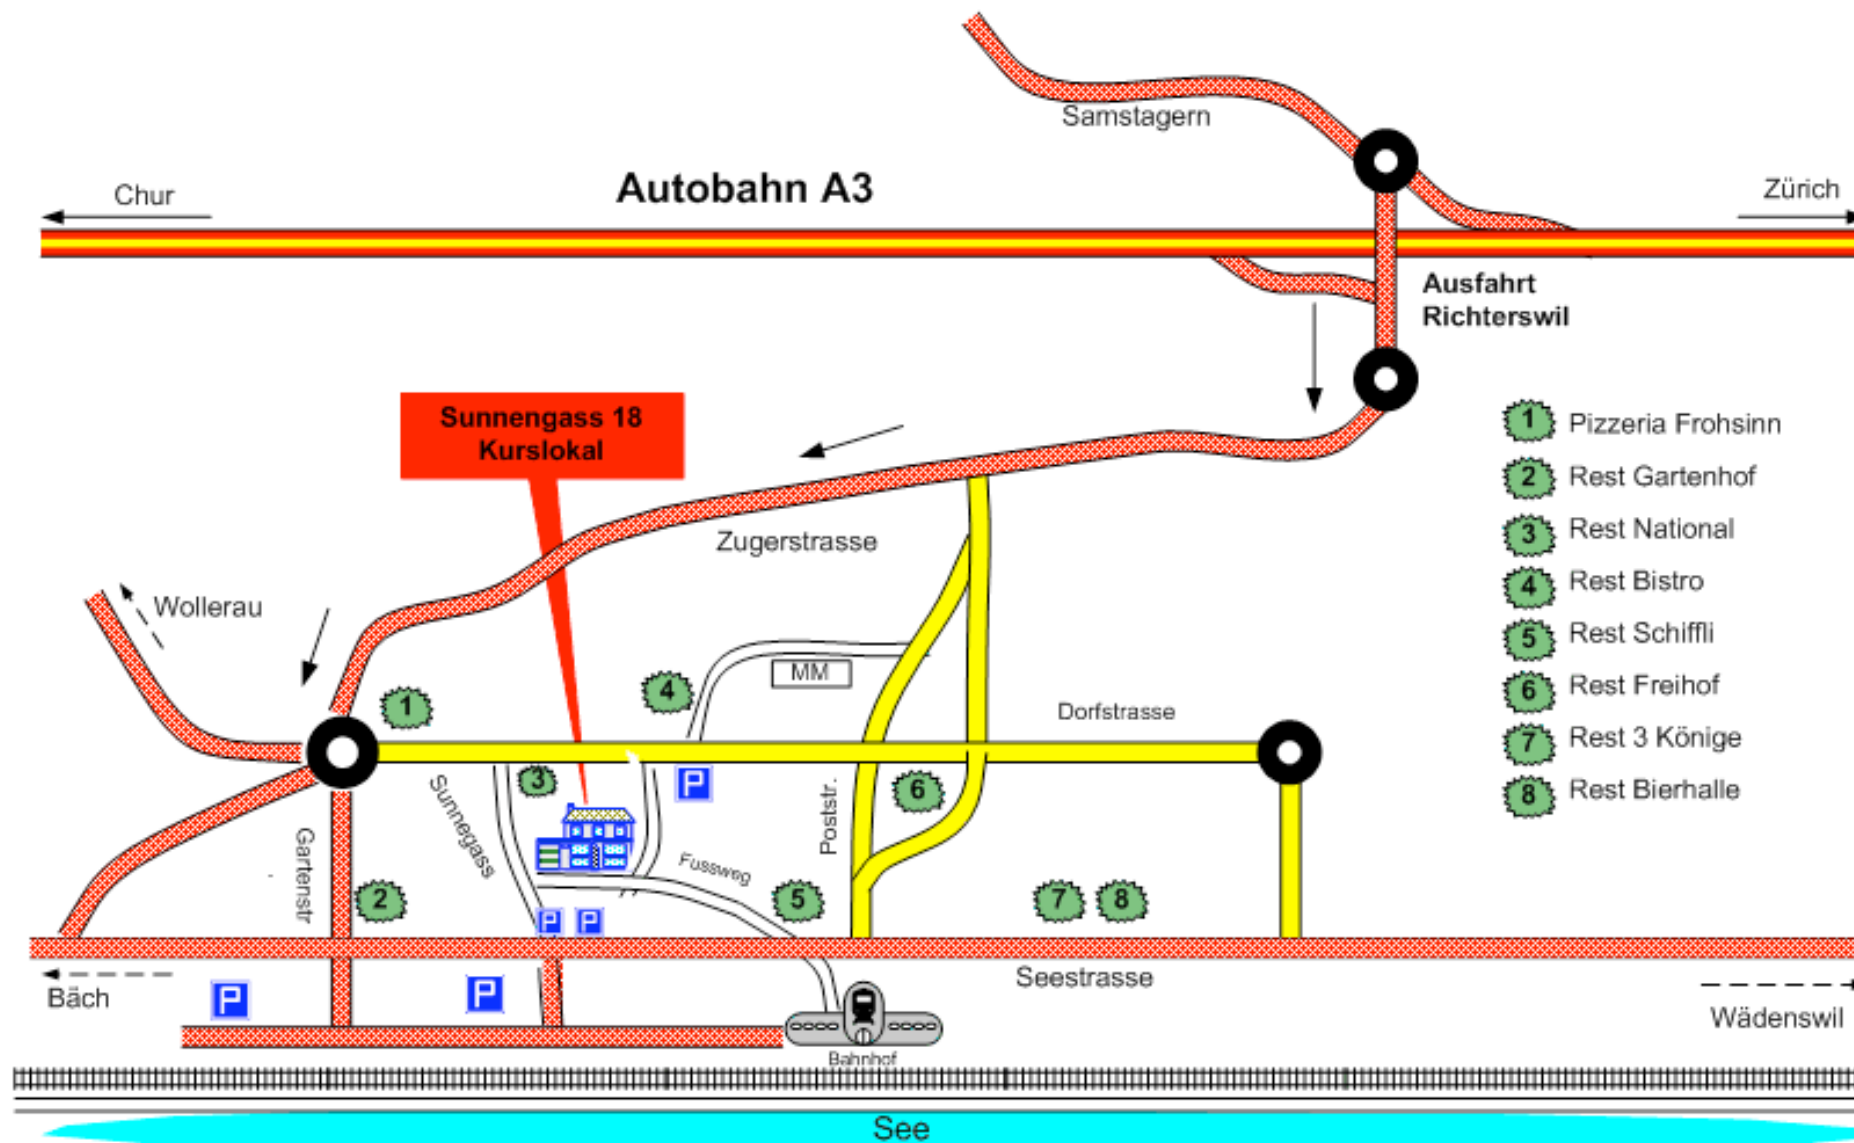 Samstagern
Autobahn A3
Chur
Zürich
Ausfahrt
Richterswil
Sunnengass 18
Kurslokal
1 Pizzeria Frohsinn
2 Rest Gartenhof
3 Rest National
4 Rest Bistro
5 Rest Schiffli
6 Rest Freihof
7 Rest 3 Könige
8 Rest Bierhalle
Zugerstrasse
Wollerau
MM
4
1
Dorfstrasse
3
P
6
Sunnegass
Poststr.
Gartenstr
Fussweg
2
5
7
8
P
P
Seestrasse
Bäch
P
P
Wädenswil
Bahnhof
See